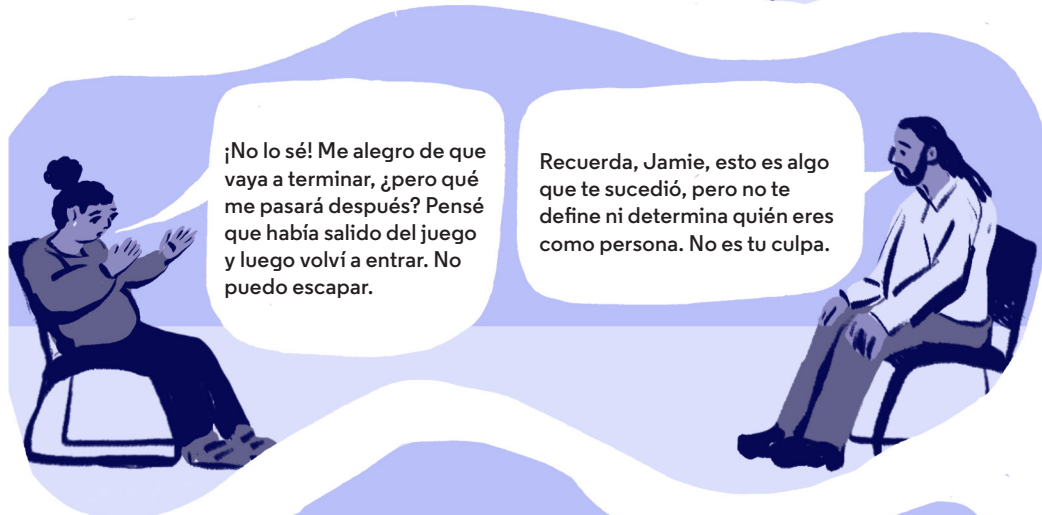 ¡No lo sé! Me alegro de que
vaya a terminar, ¿pero qué
me pasará después? Pensé
que había salido del juego
y luego volví a entrar. No
puedo escapar.
Recuerda, Jamie, esto es algo
que te sucedió, pero no te
define ni determina quién eres
como persona. No es tu culpa.